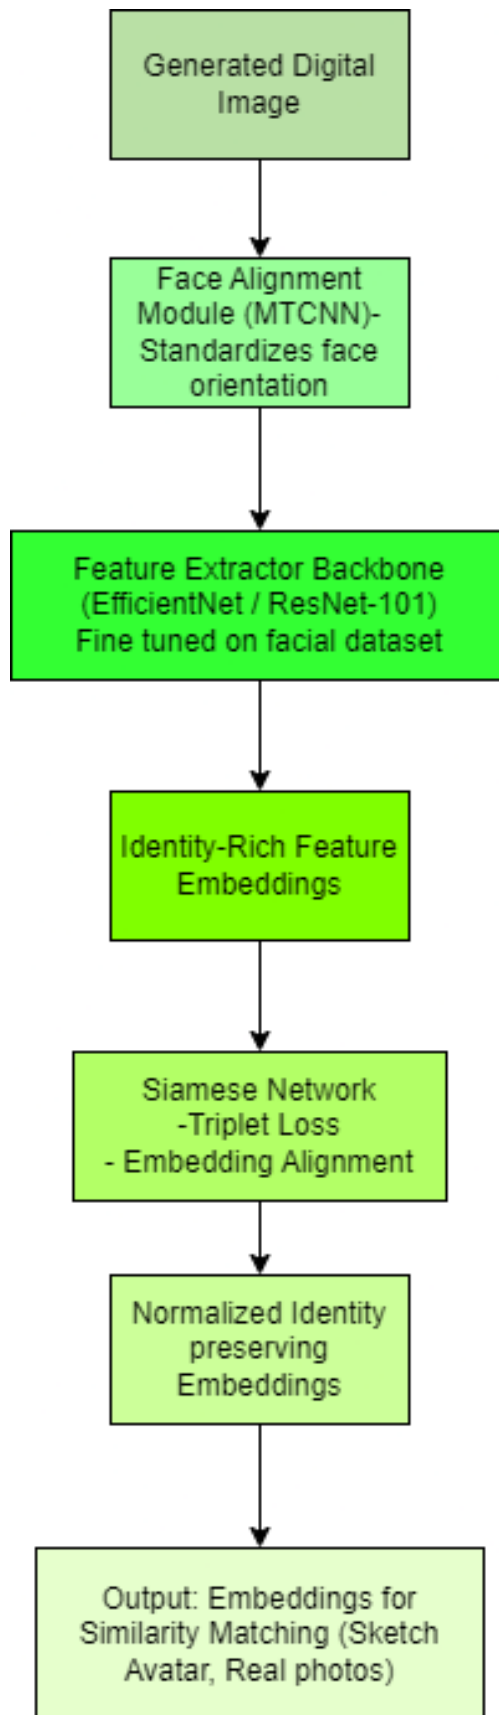 Generated Digital
Image
Face Alignment
Module (MTCNN)-
Standardizes face
orientation
Feature Extractor Backbone
(EfficientNet / ResNet-101)
Fine tuned on facial dataset
Identity-Rich Feature
Embeddings
Siamese Network
-Triplet Loss
- Embedding Alignment
Normalized Identity
preserving
Embeddings
Output: Embeddings for
Similarity Matching (Sketch
Avatar, Real photos)